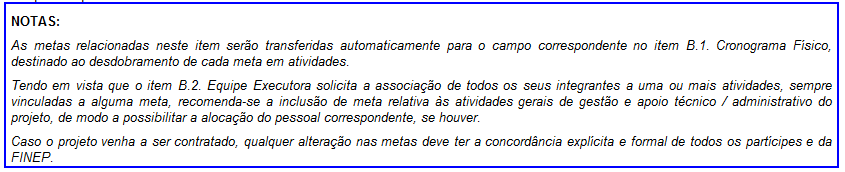 NOTAS:
As metas relacionadas neste item serão transferidas automaticamente para o campo correspondente no item B.1. Cronograma Físico,
destinado ao desdobramento de cada meta em atividades.
Tendo em vista que o item B.2. Equipe Executora solicita a associação de todos os seus integrantes a uma ou mais atividades, sempre
vinculadas a alguma meta, recomenda-se a inclusão de meta relativa às atividades gerais de gestão e apoio técnico / administrativo do
projeto, de modo a possibilitar a alocação do pessoal correspondente, se houver.
Caso o projeto venha a ser contratado, qualquer alteração nas metas deve ter a concordância explícita e formal de todos os partícipes e da
FINEP.